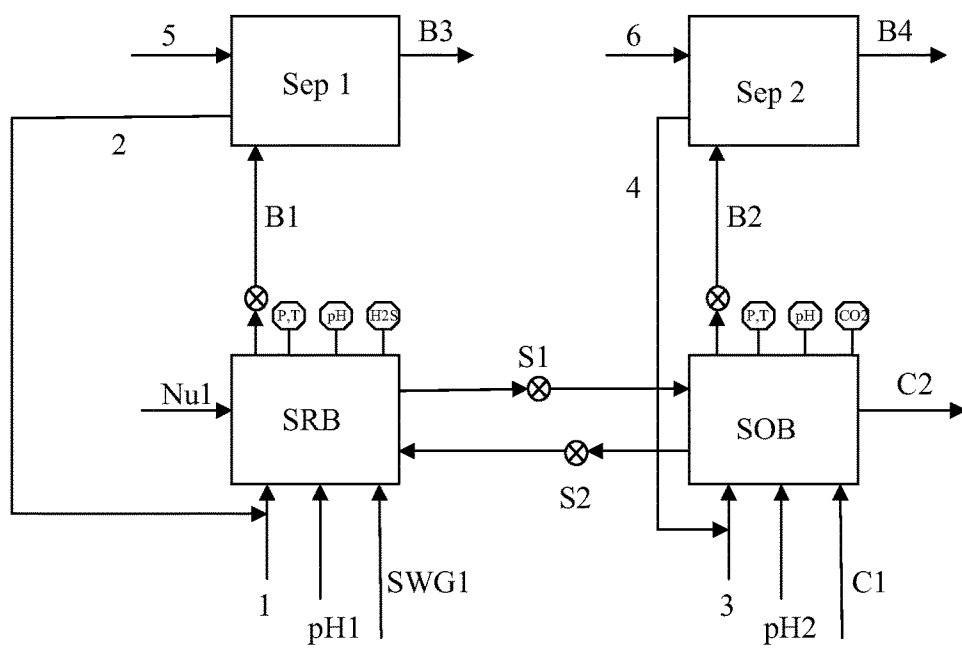 5
B3
6
B4
Sep 1
Sep 2
2
4
B1
B2
P,T
pH
H2S
P,T
pH
CO2
S1
Nu1
C2
SRB
SOB
S2
SWG1
C1
1
3
pH1
pH2